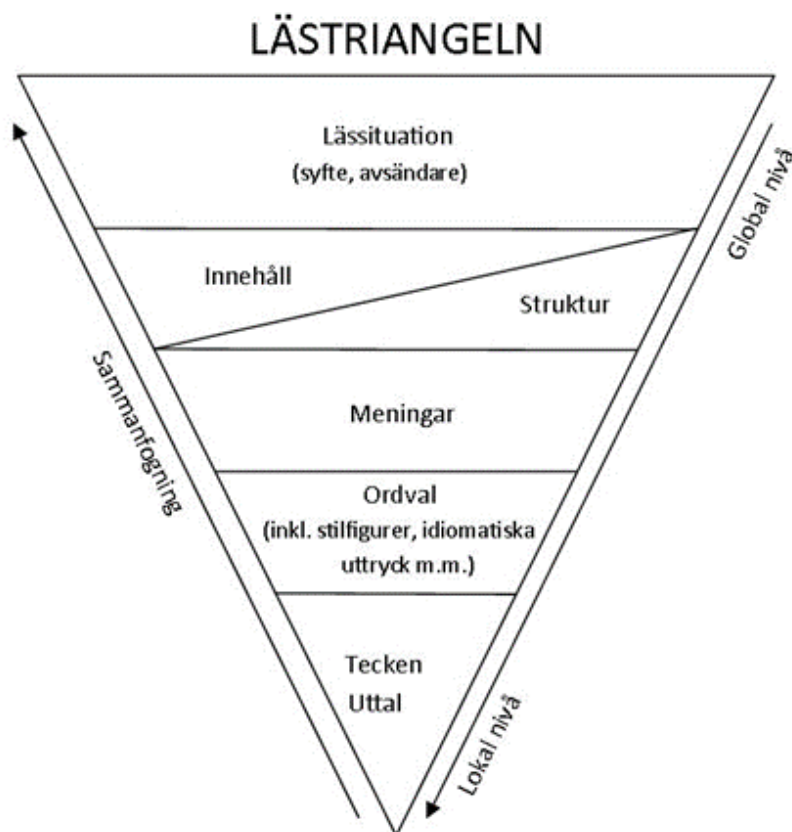 LÄSTRIANGELN
Lässituation
(syfte, avsändare)
Global nivå
Innehåll
Struktur
Sammanfogning
Meningar
Ordval
(inkl. stilfigurer, idiomatiska
uttryck m.m.)
Tecken
Uttal
Lokal nivå